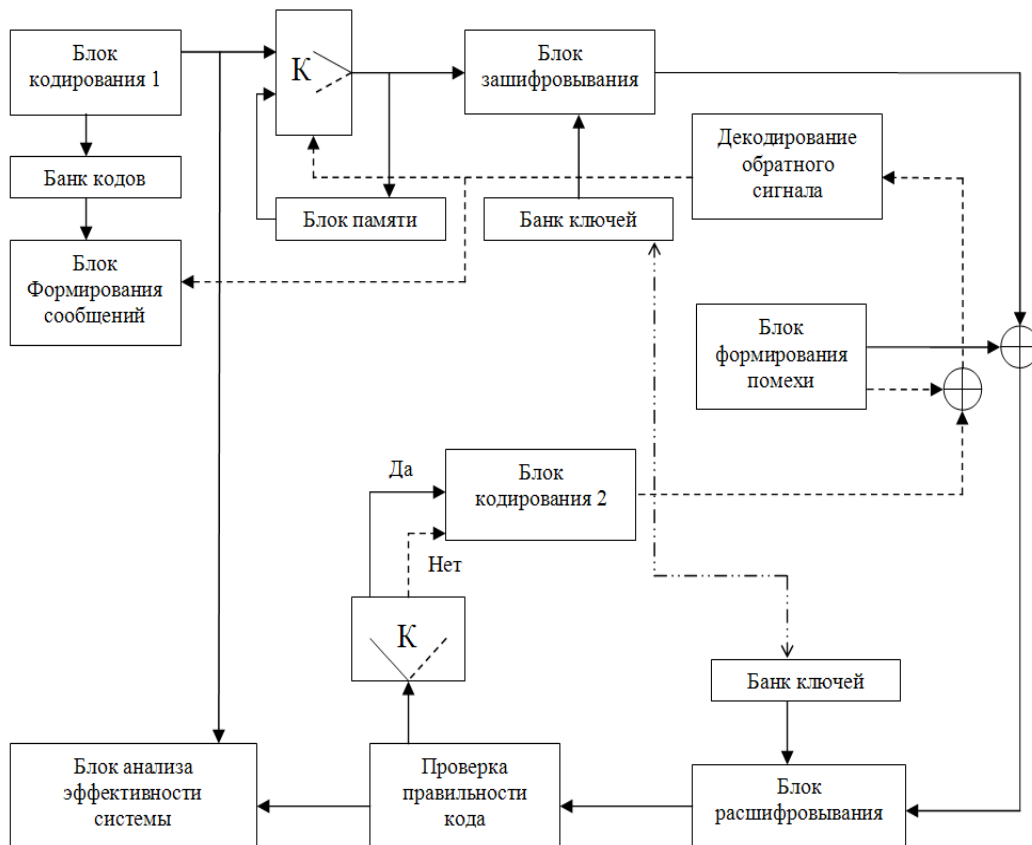 Блок
кодирования 1
К
Блок
зашифровывания
Декодирование
обратного
сигнала
Банк кодов
Блок памяти
Банк ключей
Блок
Формирования
сообщений
Блок
формирования
помехи
Да
Блок
кодирования 2
Нет
К
Банк ключей
Блок анализа
эффективности
системы
Проверка
правильности
кода
Блок
расшифровывания